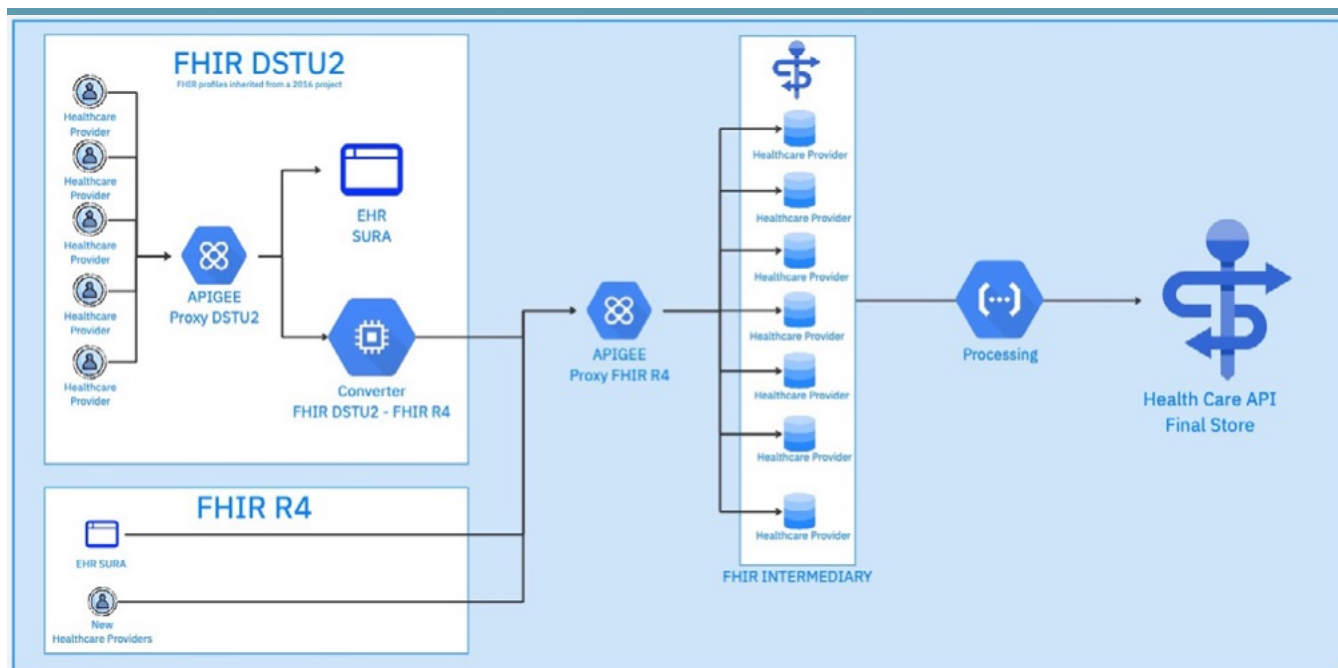 FHIR DSTU2
FHIR profiles inherited from a 2016 project
Healthcare
Provider
Healthcare
Provider
Healthcare
Provider
Healthcare
Provider
Healthcare
Provider
APIGEE
Proxy DSTU2
EHR
SURA
Converter
FHIR DSTU2 - FHIR R4
FHIR R4
EHR SURA
New
Healthcare Providers
APIGEE
Proxy FHIR R4
Healthcare Provider
Healthcare Provider
Healthcare Provider
Healthcare Provider
Healthcare Provider
Healthcare Provider
Healthcare Provider
FHIR INTERMEDIARY
Processing
Health Care API
Final Store